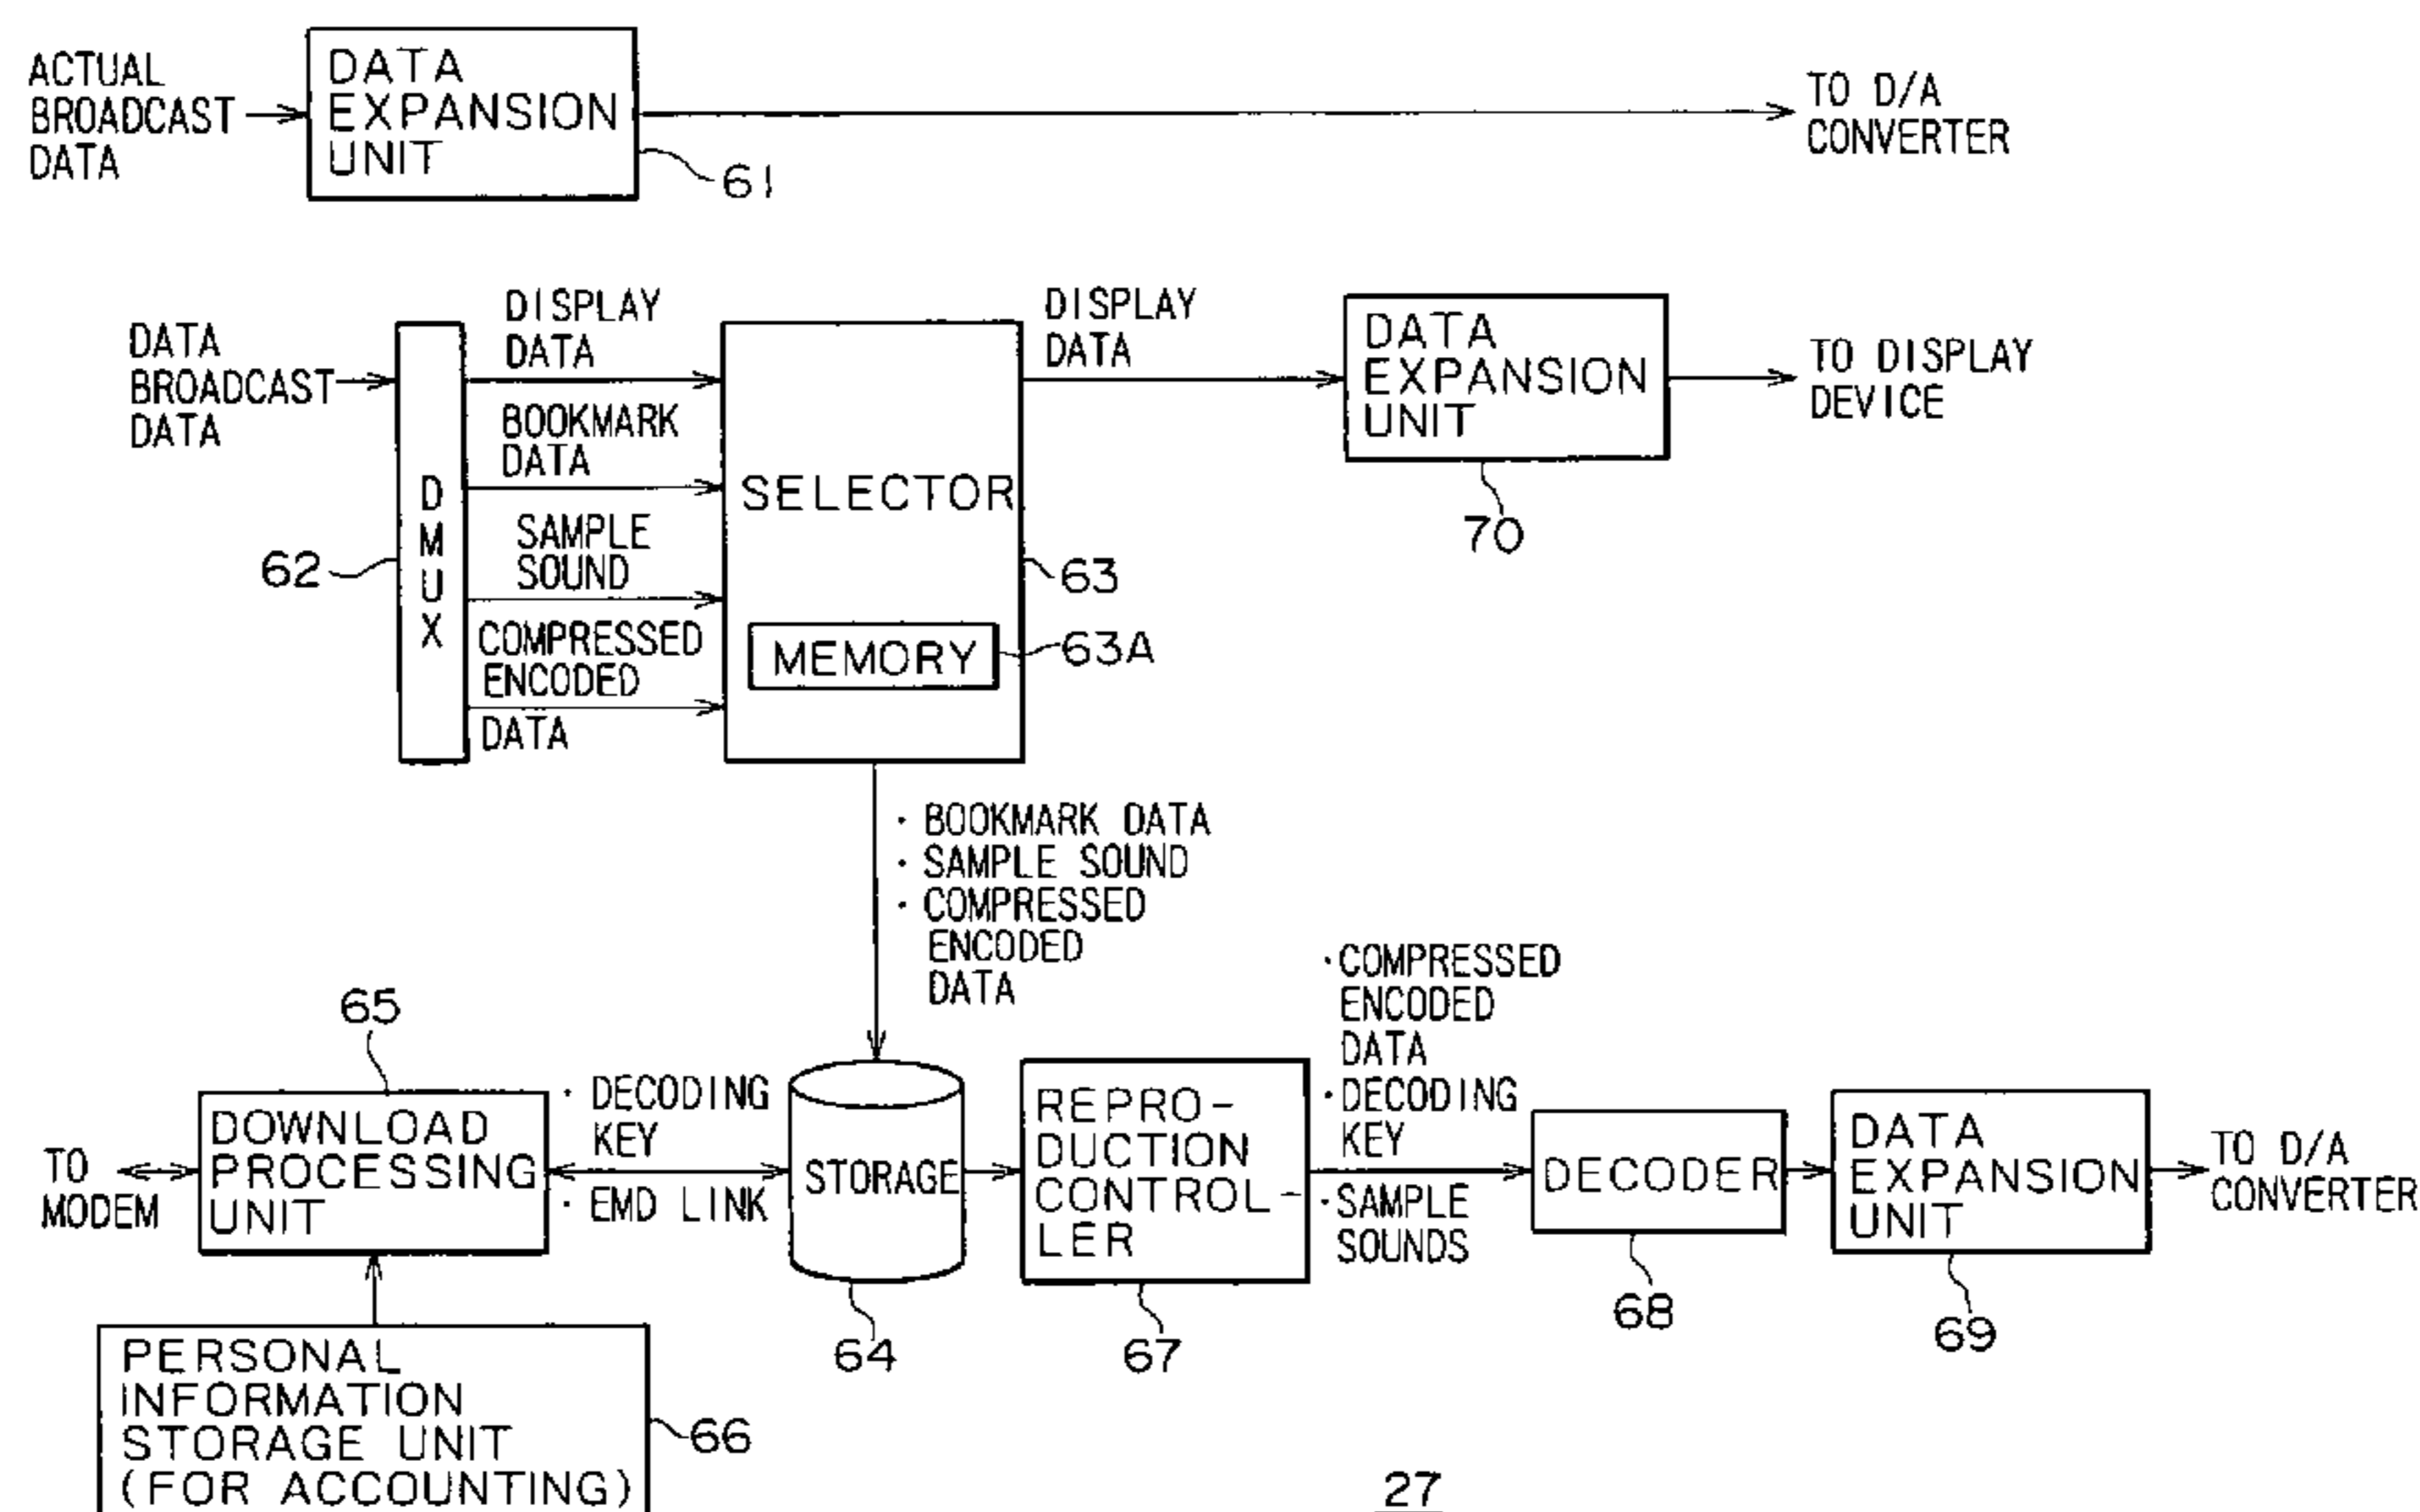 ACTUAL
BROADCAST
DATA
DATA
EXPANSION
UNIT
61
TO D/A
CONVERTER
DATA
BROADCAST
DATA
DMUX
62
DISPLAY
DATA
BOOKMARK
DATA
SAMPLE
SOUND
COMPRESSED
ENCODED
DATA
SELECTOR
63
MEMORY
63A
DISPLAY
DATA
DATA
EXPANSION
UNIT
70
TO DISPLAY
DEVICE
· BOOKMARK DATA
· SAMPLE SOUND
· COMPRESSED
ENCODED
DATA
TO
MODEM
65
DOWNLOAD
PROCESSING
UNIT
· DECODING
KEY
· EMD LINK
STORAGE
64
REPRO-
DUCTION
CONTROL-
LER
67
· COMPRESSED
ENCODED
DATA
· DECODING
KEY
· SAMPLE
SOUNDS
DECODER
68
DATA
EXPANSION
UNIT
69
TO D/A
CONVERTER
PERSONAL
INFORMATION
STORAGE UNIT
(FOR ACCOUNTING)
66
27